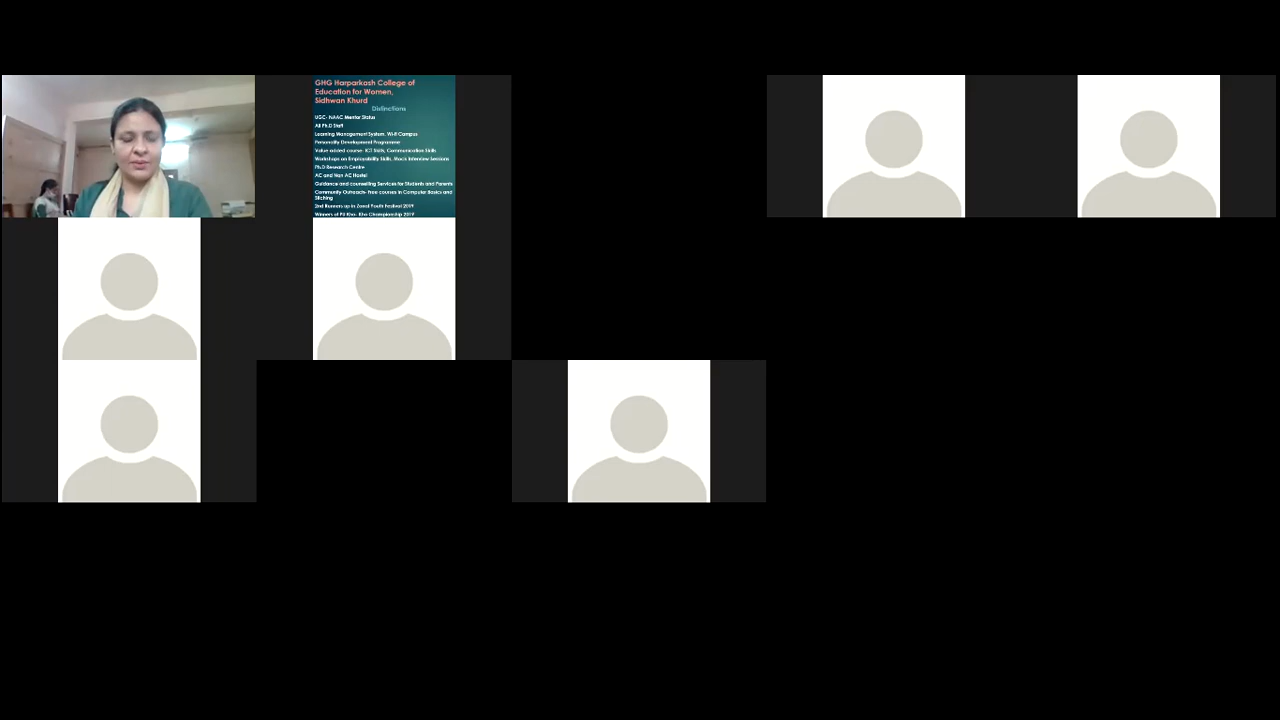 GHG Harparkash College of
Education for Women,
Sidhwan Khurd
Distinctions
UGC- NAAC Mentor Status
All Ph.D Staff
Learning Management System, Wi-fi Campus
Personality Development Programme
Value added course- ICT Skills, Communication Skills
Workshops on Employability Skills, Mock Interview Sessions
Ph.D Research Centre
AC and Non AC Hostel
Guidance and counselling Services for Students and Parents
Community Outreach- Free courses in Computer Basics and
Stiching
2nd Runners up in Zonal Youth Festival 2019
Winners of PU Kho- Kho Championship 2019